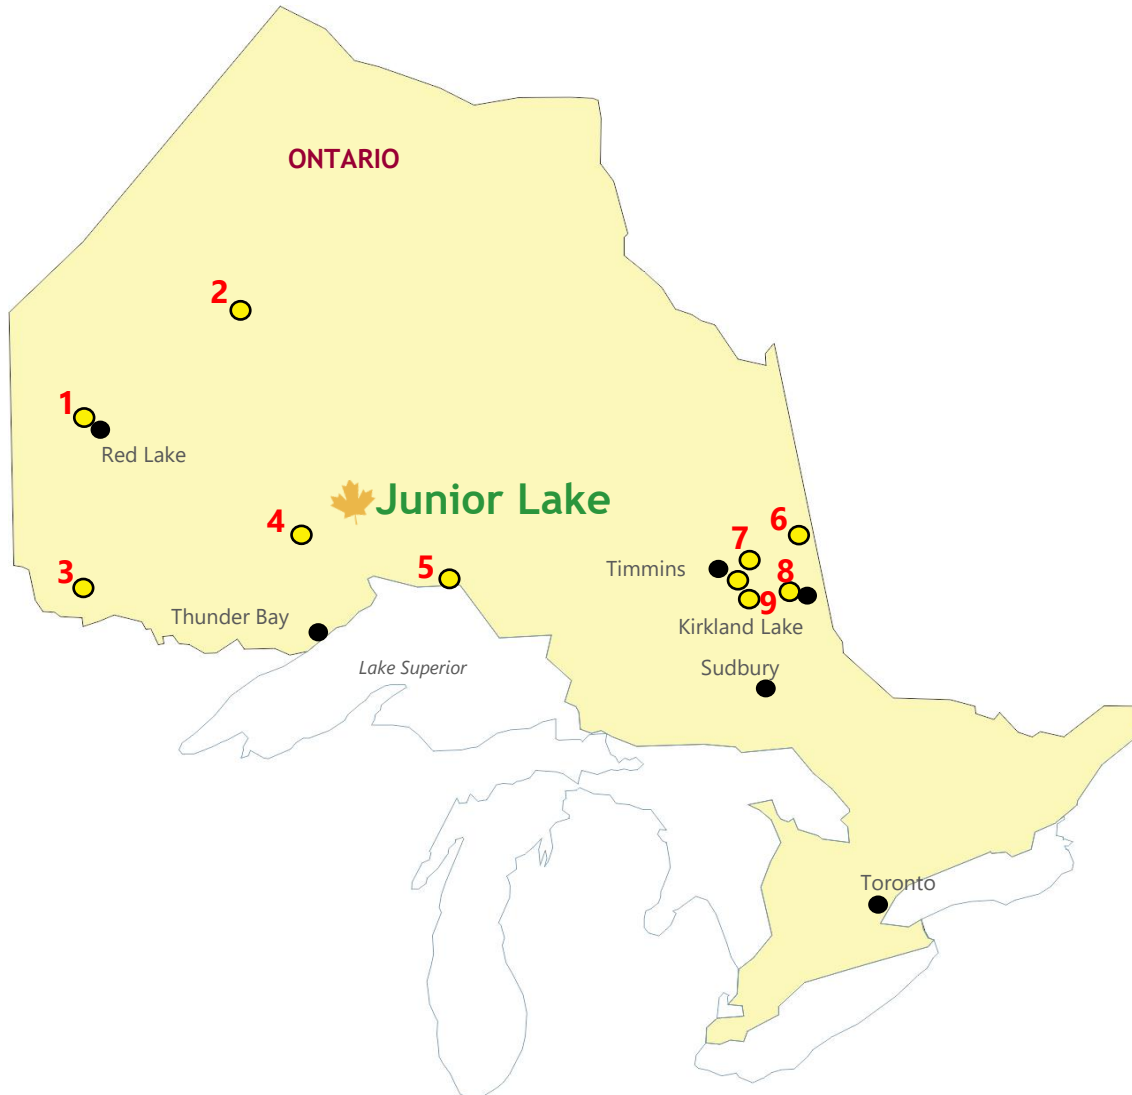 ONTARIO
2
1
Red Lake
Junior Lake
4
6
7
5
Timmins
8
3
9
Thunder Bay
Kirkland Lake
Lake Superior
Sudbury
Toronto